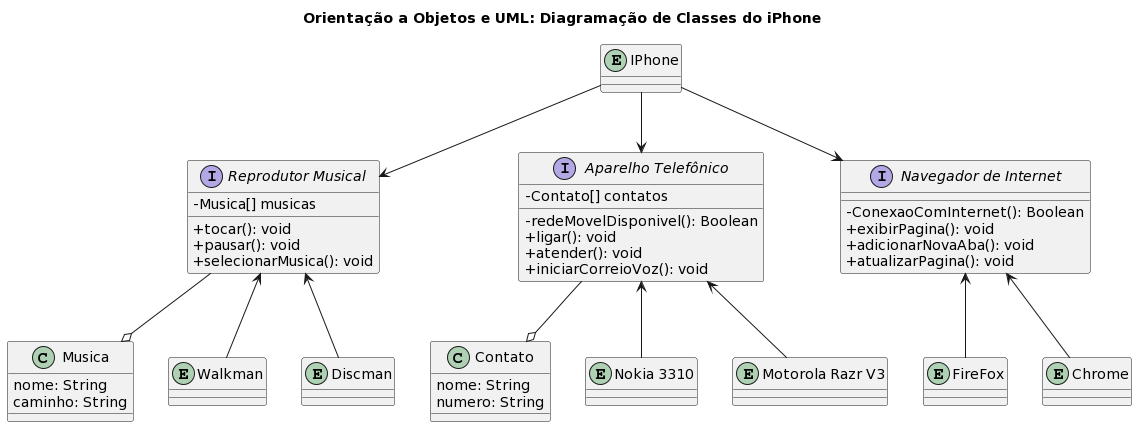 Orientação a Objetos e UML: Diagramação de Classes do iPhone
E IPhone
I Reprodutor Musical
-Musica[] musicas
+tocar(): void
+pausar(): void
+selecionarMusica(): void
I Aparelho Telefônico
-Contato[] contatos
-redeMovelDisponivel(): Boolean
+ligar(): void
+atender(): void
+iniciarCorreioVoz(): void
I Navegador de Internet
-ConexaoComInternet(): Boolean
+exibirPagina(): void
+adicionarNovaAba(): void
+atualizarPagina(): void
C Musica
nome: String
caminho: String
E Walkman
E Discman
C Contato
nome: String
numero: String
E Nokia 3310
E Motorola Razr V3
E FireFox
E Chrome